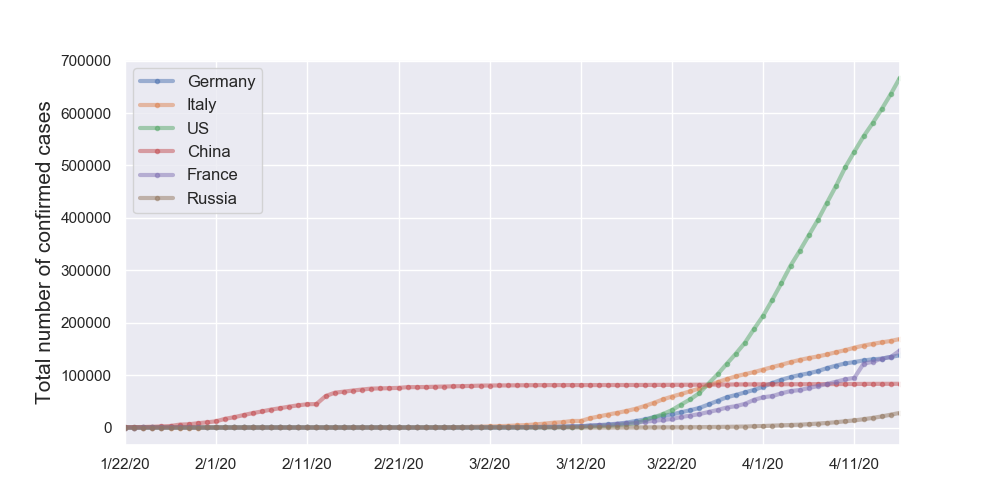 Total number of confirmed cases
700000
600000
500000
400000
300000
200000
100000
0
Germany
Italy
US
China
France
Russia
1/22/20 2/1/20 2/11/20 2/21/20 3/2/20 3/12/20 3/22/20 4/1/20 4/11/20